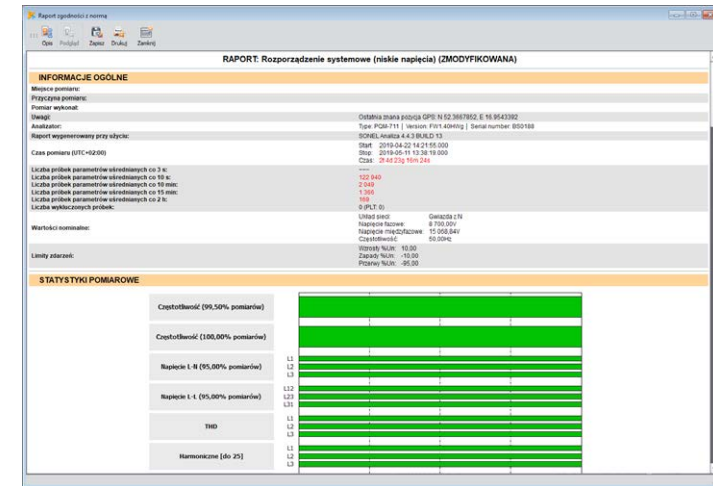 Raport zgodności z normą
Opis Podgląd Zapisz Drukuj Zamknij
RAPORT: Rozporządzenie systemowe (niskie napięcia) (ZMODYFIKOWANA)
INFORMACJE OGÓLNE
Miejsce pomiaru:
Przyczyna pomiaru:
Pomiar wykonał:
Uwagi: Ostatnia znana pozycja GPS: N 52.3667852, E 16.9543392
Analizator: Type: PQM-711 | Version: FW1.40HWg | Serial number: BS0188
Raport wygenerowany przy użyciu: SONEL Analiza 4.4.3 BUILD 13
Czas pomiaru (UTC+02:00) Start: 2019-04-22 14:21:55.000
Stop: 2019-05-11 13:38:19.000
Czas: 2t 4d 23g 16m 24s
Liczba próbek parametrów uśrednianych co 3 s: ---
Liczba próbek parametrów uśrednianych co 10 s: 122 949
Liczba próbek parametrów uśrednianych co 10 min: 2 049
Liczba próbek parametrów uśrednianych co 15 min: 1 366
Liczba próbek parametrów uśrednianych co 2 h: 169
Liczba wykluczonych próbek: 0 (PLT: 0)
Wartości nominalne: Układ sieci: Gwiazda z N
Napięcie fazowe: 8 700,00V
Napięcie międzyfazowe: 15 068,84V
Częstotliwość: 50,00Hz
Limity zdarzeń: Wzrosty %Un: 10,00
Zapady %Un: -10,00
Przerwy %Un: -95,00
STATYSTYKI POMIAROWE
Częstotliwość (99,50% pomiarów)
Częstotliwość (100,00% pomiarów)
Napięcie L-N (95,00% pomiarów)
L1
L2
L3
Napięcie L-L (95,00% pomiarów)
L12
L23
L31
THD
L1
L2
L3
Harmoniczne [do 25]
L1
L2
L3